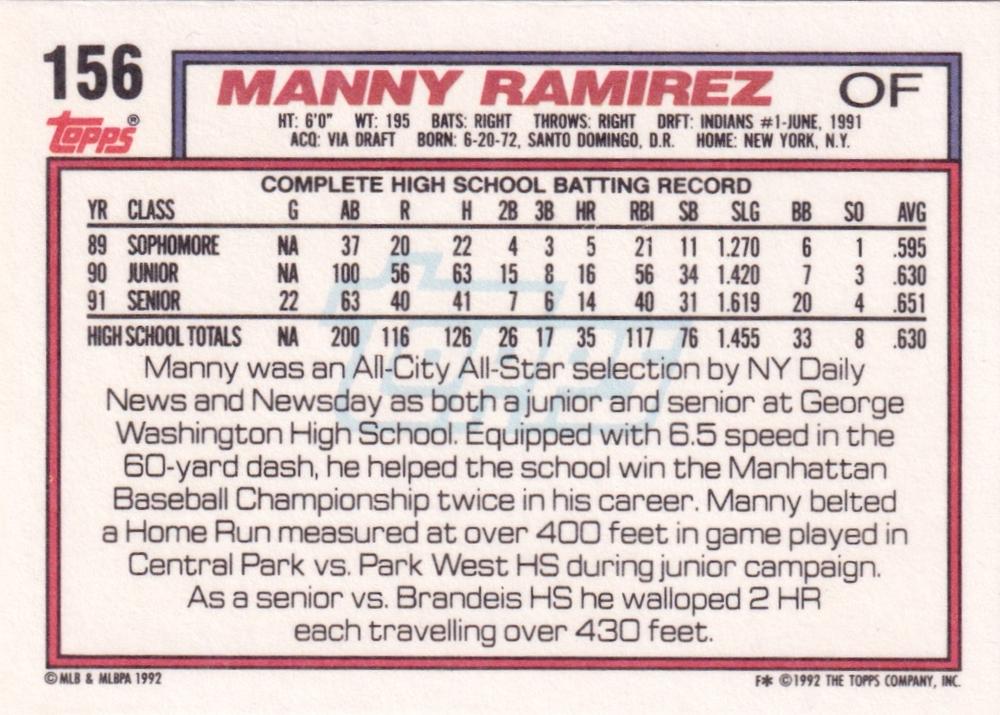 156
topps®
MANNY RAMIREZ OF
HT: 6'0" WT: 195 BATS: RIGHT THROWS: RIGHT DRFT: INDIANS #1-JUNE, 1991
ACQ: VIA DRAFT BORN: 6-20-72, SANTO DOMINGO, D.R. HOME: NEW YORK, N.Y.
COMPLETE HIGH SCHOOL BATTING RECORD
YR CLASS G AB R H 2B 3B HR RBI SB SLG BB SO AVG
89 SOPHOMORE NA 37 20 22 4 3 5 21 11 1.270 6 1 .595
90 JUNIOR NA 100 56 63 15 8 16 56 34 1.420 7 3 .630
91 SENIOR 22 63 40 41 7 6 14 40 31 1.619 20 4 .651
HIGH SCHOOL TOTALS NA 200 116 126 26 17 35 117 76 1.455 33 8 .630
topps
Manny was an All-City All-Star selection by NY Daily
News and Newsday as both a junior and senior at George
Washington High School. Equipped with 6.5 speed in the
60-yard dash, he helped the school win the Manhattan
Baseball Championship twice in his career. Manny belted
a Home Run measured at over 400 feet in game played in
Central Park vs. Park West HS during junior campaign.
As a senior vs. Brandeis HS he walloped 2 HR
each travelling over 430 feet.
© MLB & MLBPA 1992
F* © 1992 THE TOPPS COMPANY, INC.